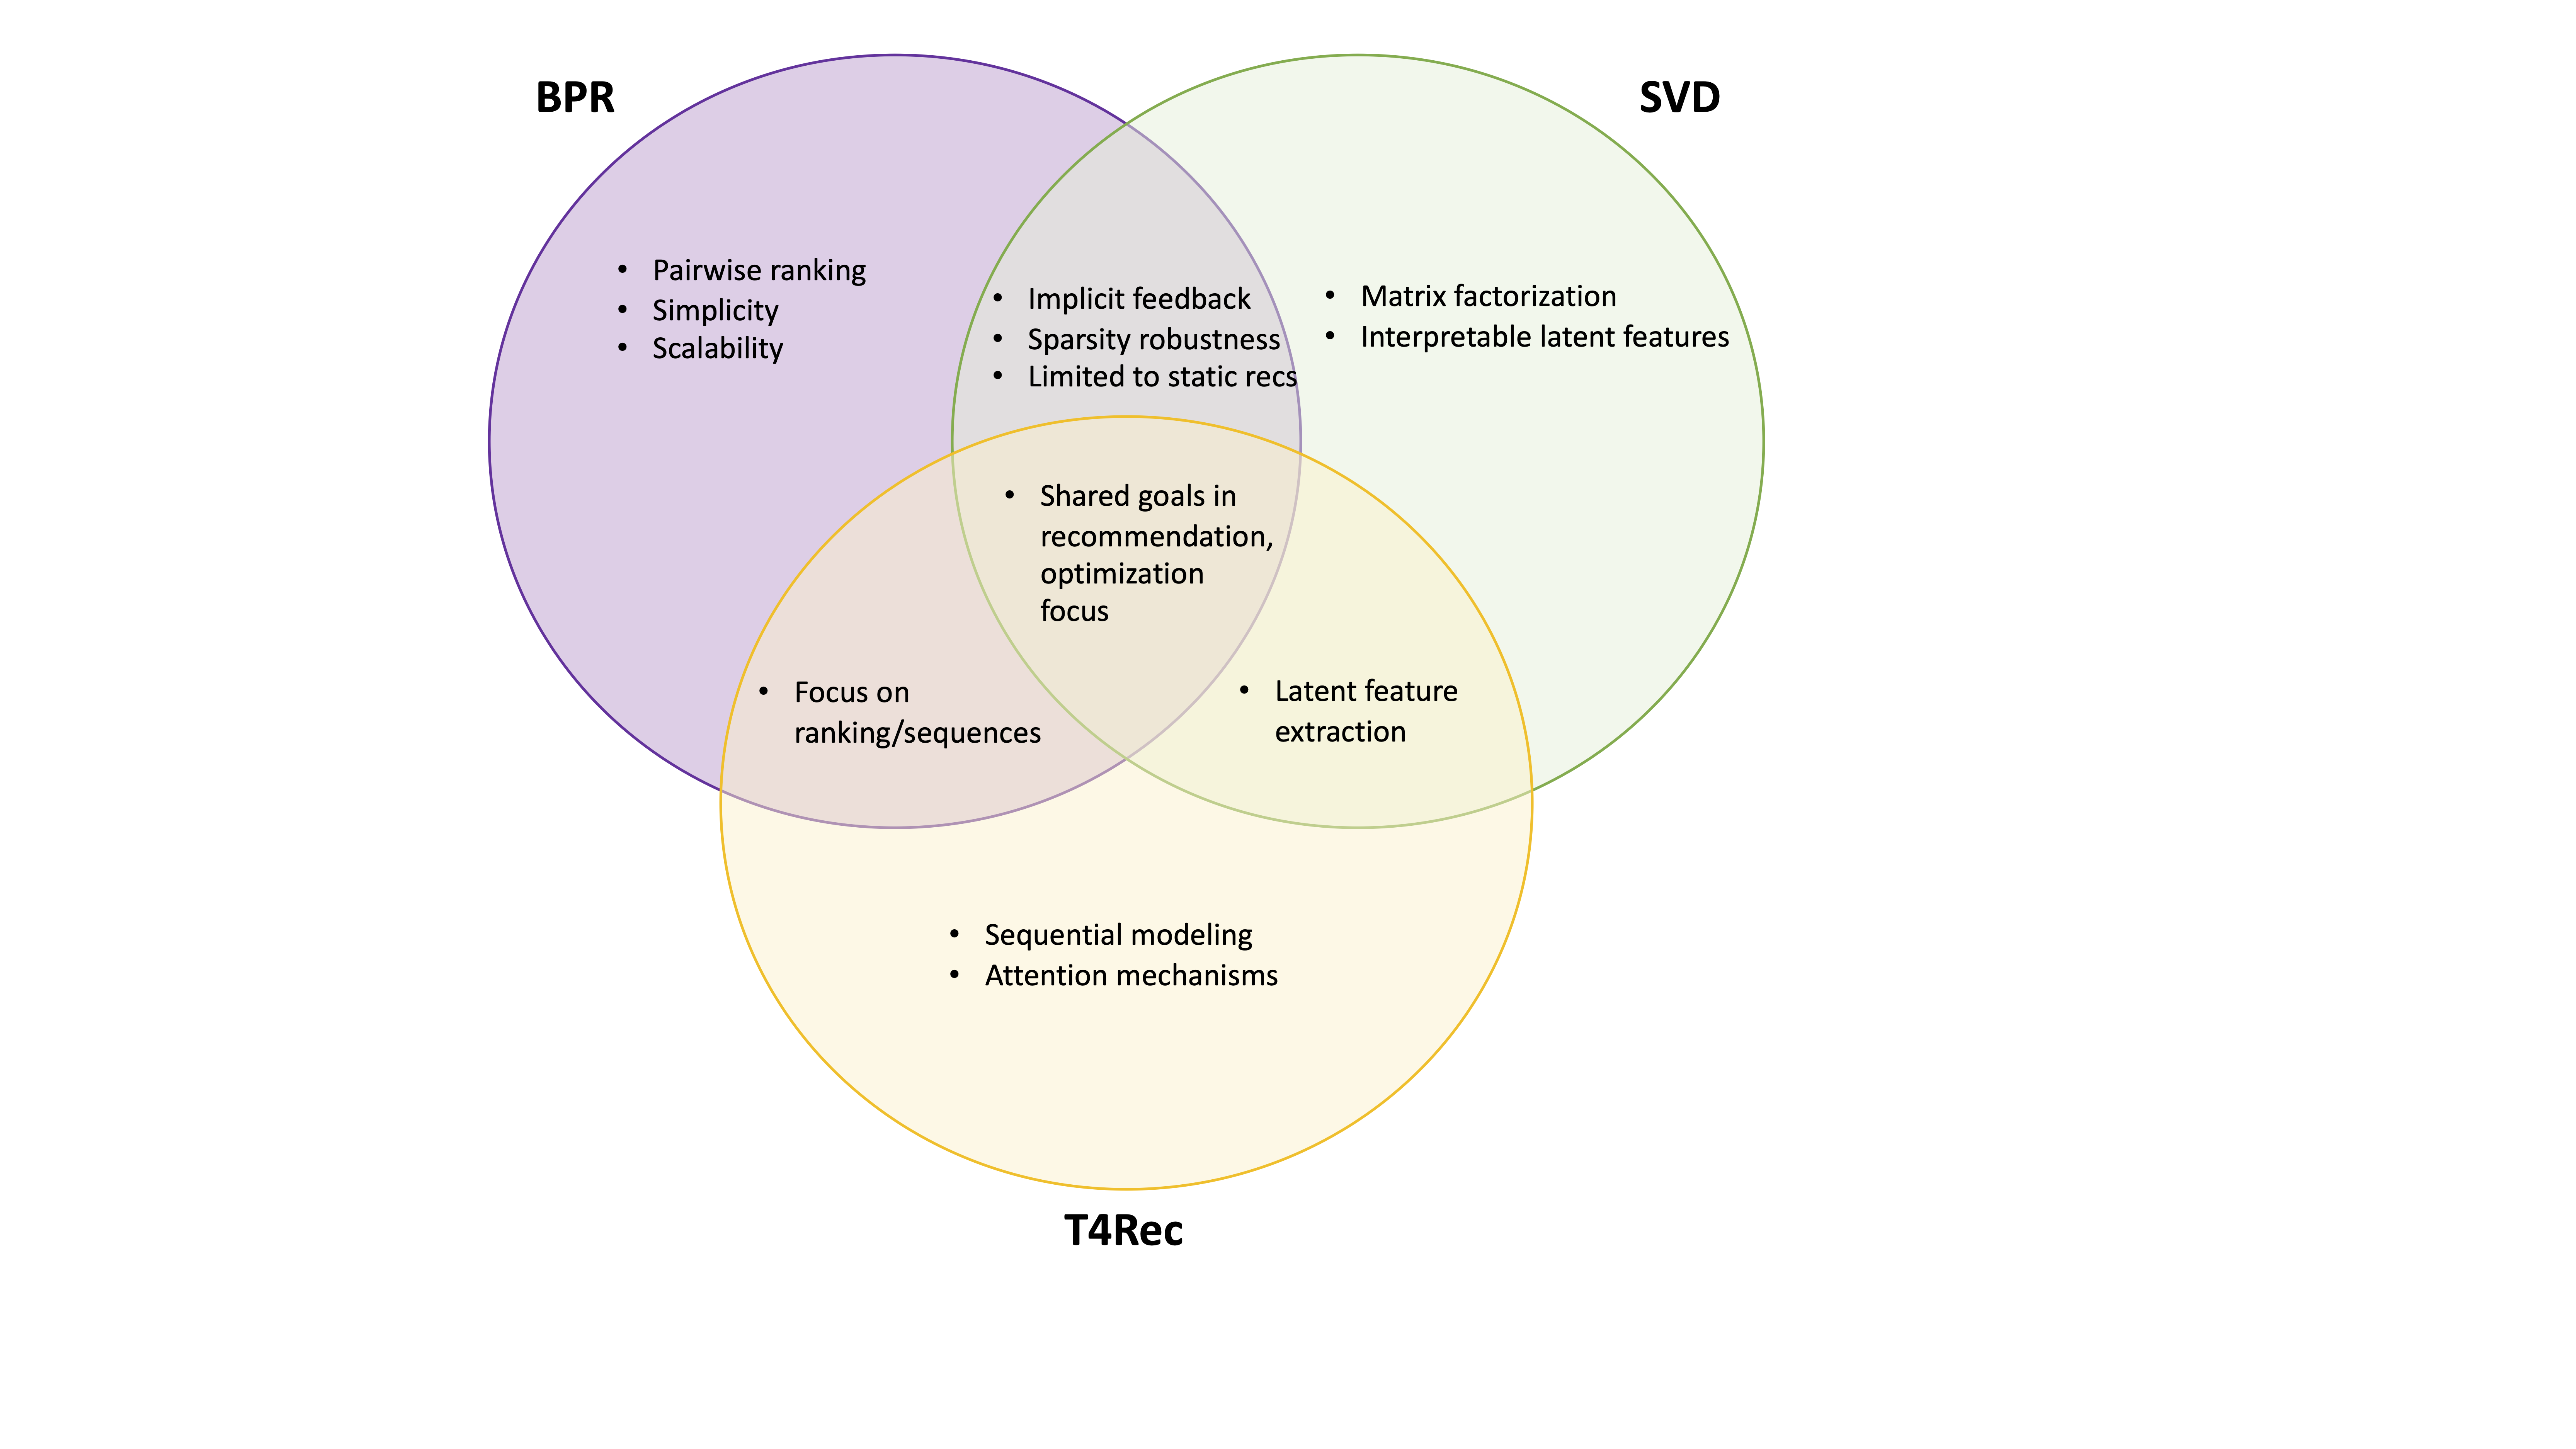 BPR
SVD
• Pairwise ranking
• Simplicity
• Scalability
• Implicit feedback
• Sparsity robustness
• Limited to static recs
• Matrix factorization
• Interpretable latent features
• Shared goals in
recommendation,
optimization
focus
• Focus on
ranking/sequences
• Latent feature
extraction
• Sequential modeling
• Attention mechanisms
T4Rec